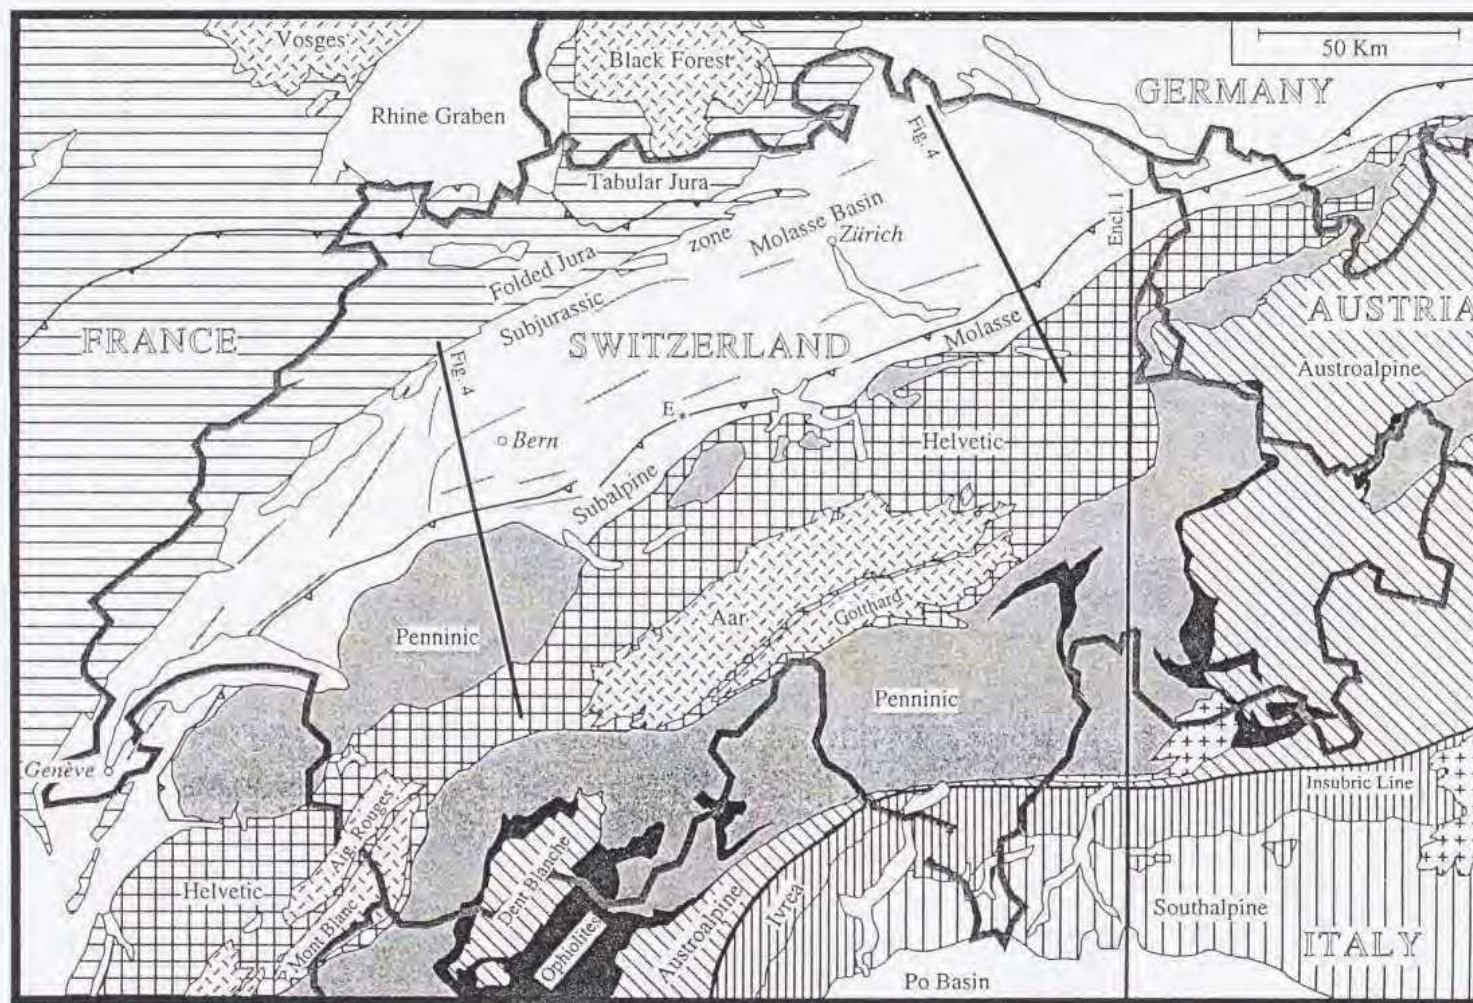 Vosges
Black Forest
50 Km
GERMANY
Rhine Graben
Fig. 4
Tabular Jura
Encl. 1
Molasse Basin
Zürich
zone
Folded Jura
Subjurassic
FRANCE
SWITZERLAND
Molasse
AUSTRIA
Fig. 4
Austroalpine
E
Bern
Helvetic
Subalpine
Aar
Gotthard
Penninic
Penninic
Genève
Insubric Line
Aig. Rouges
Helvetic
Dent Blanche
Mont Blanc
Ophiolites
Austroalpine
Ivrea
Southalpine
ITALY
Po Basin